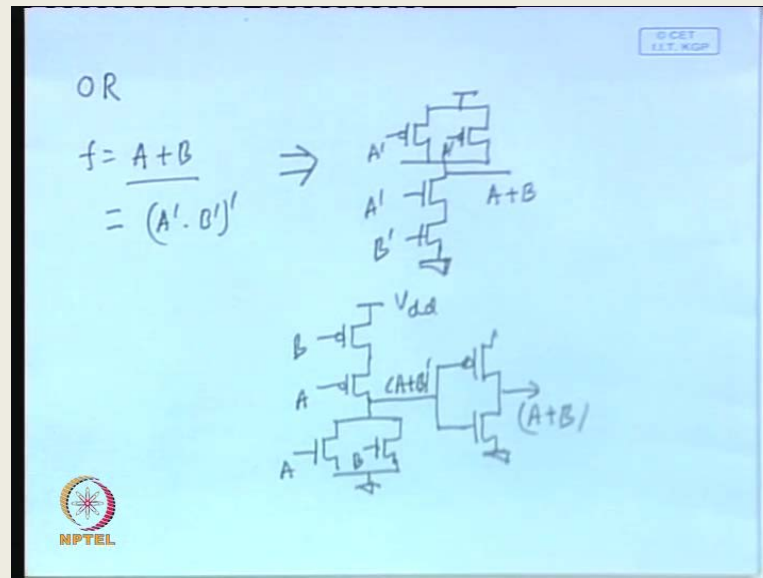 © CET
I.I.T. KGP
OR
f = A + B
= (A' . B')'
⇒
A'
A'
A+B
B'
Vdd
B
A
(A+B)'
(A+B)
A
B
NPTEL